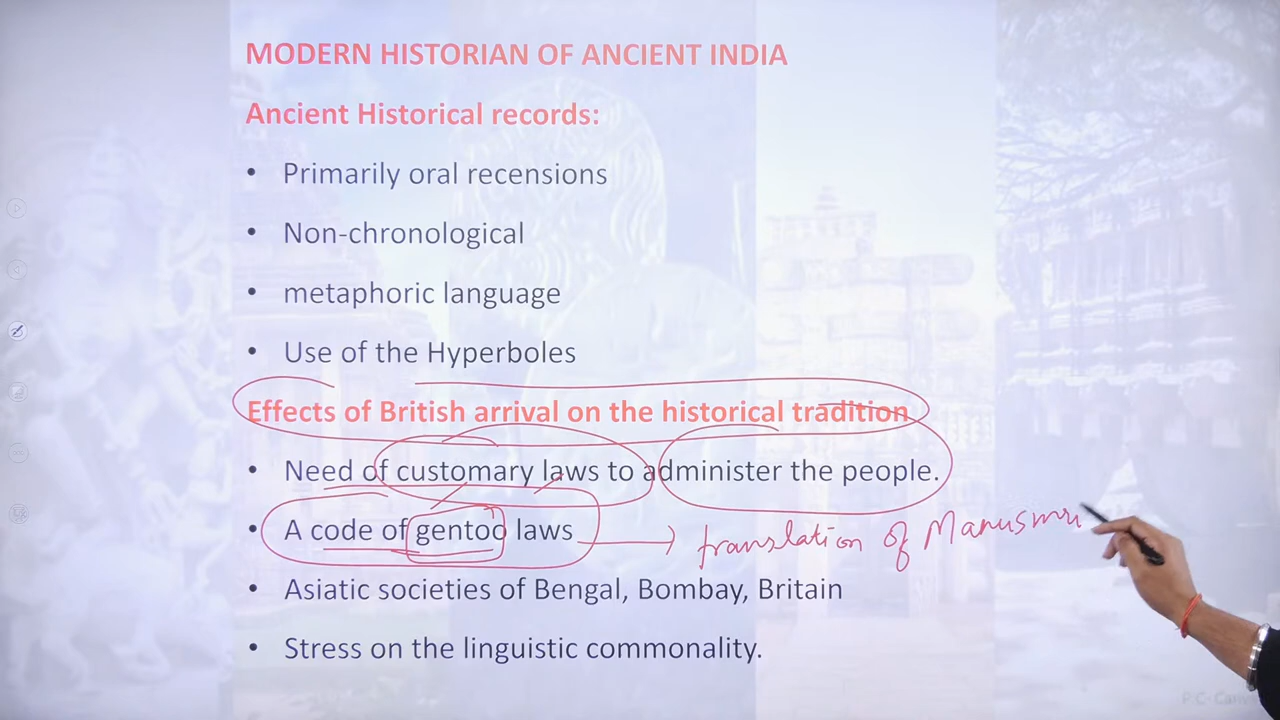 MODERN HISTORIAN OF ANCIENT INDIA
Ancient Historical records:
• Primarily oral recensions
• Non-chronological
• metaphoric language
• Use of the Hyperboles
Effects of British arrival on the historical tradition
• Need of customary laws to administer the people.
• A code of gentoo laws → translation of Manusmri
• Asiatic societies of Bengal, Bombay, Britain
• Stress on the linguistic commonality.
P.C-